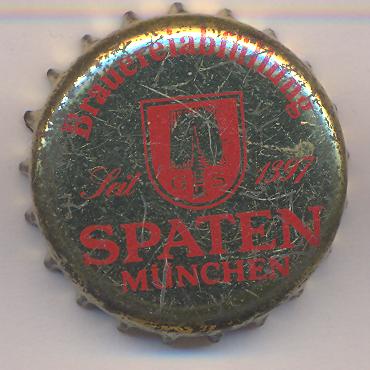 Brauereiabfüllung
G S
Seit 1397
SPATEN
MÜNCHEN